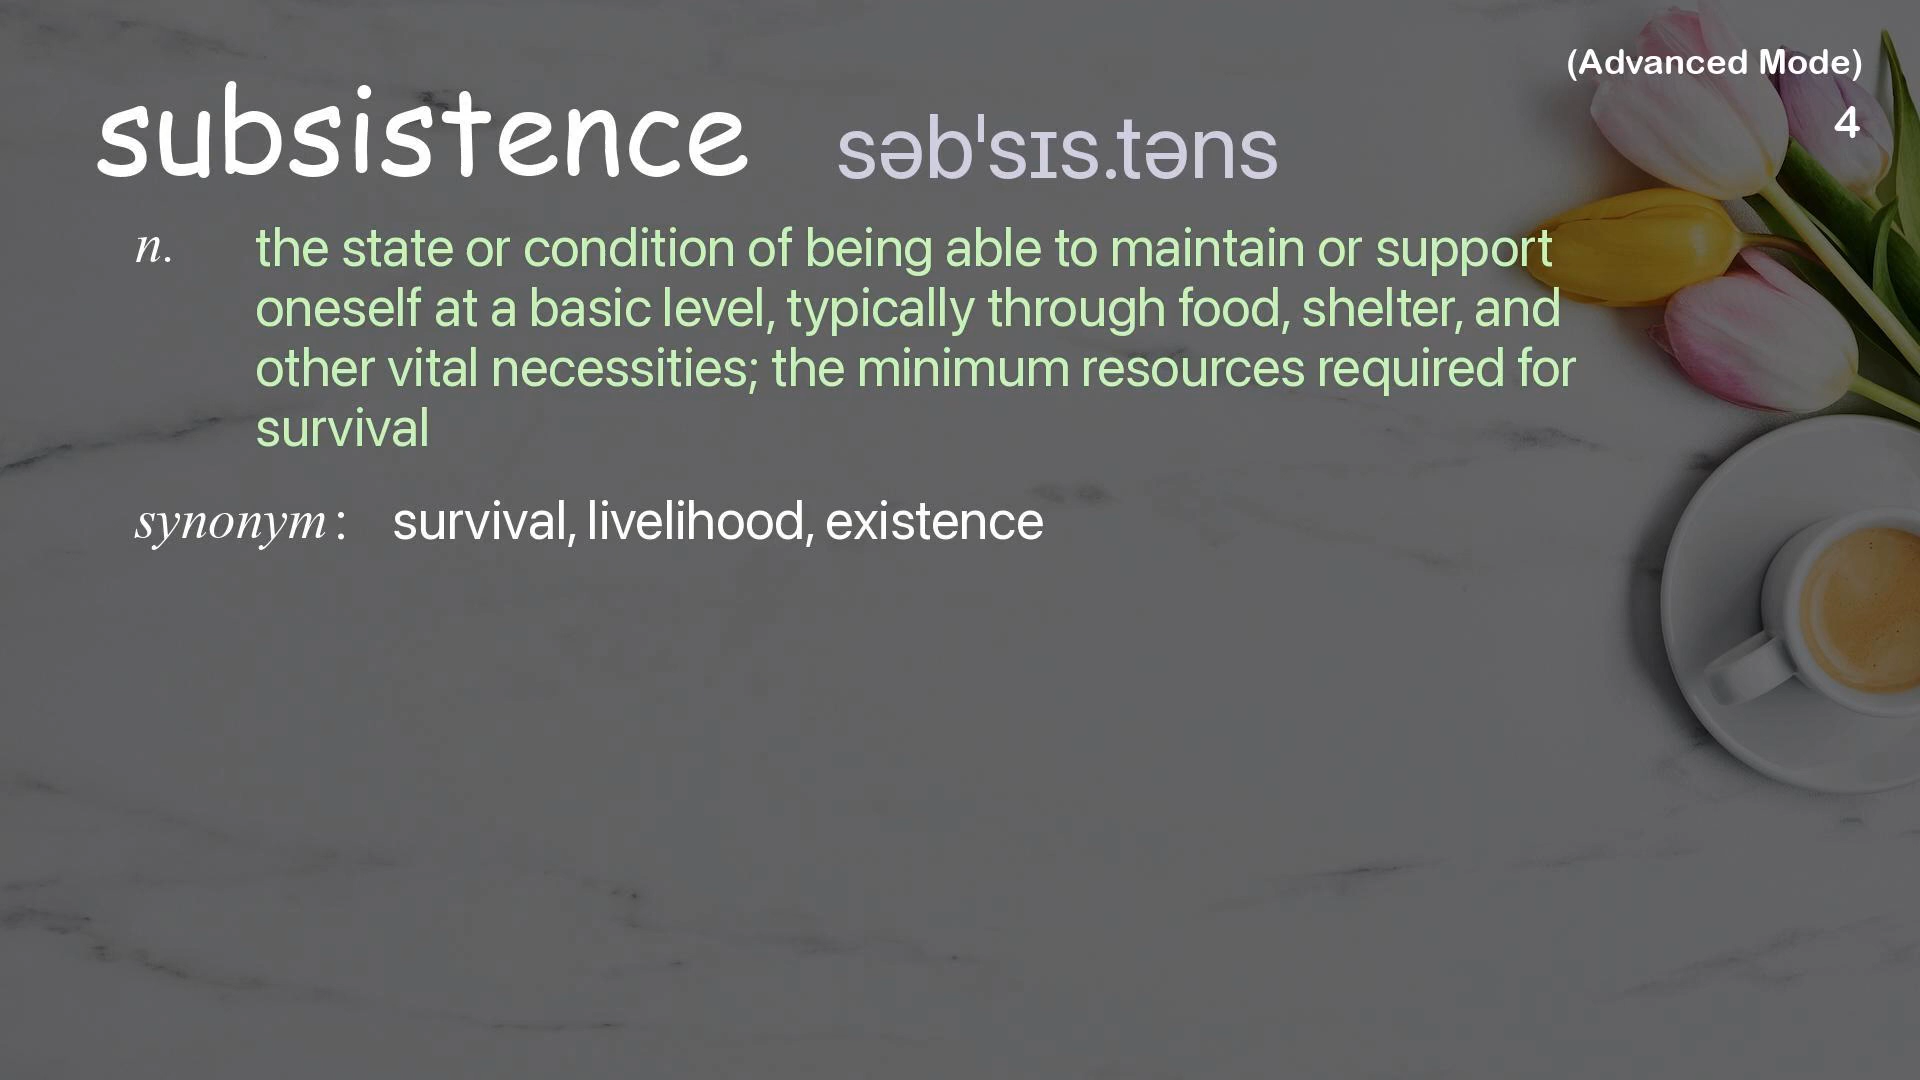 (Advanced Mode)
4
subsistence səbˈsɪs.təns
n. the state or condition of being able to maintain or support
oneself at a basic level, typically through food, shelter, and
other vital necessities; the minimum resources required for
survival
synonym: survival, livelihood, existence